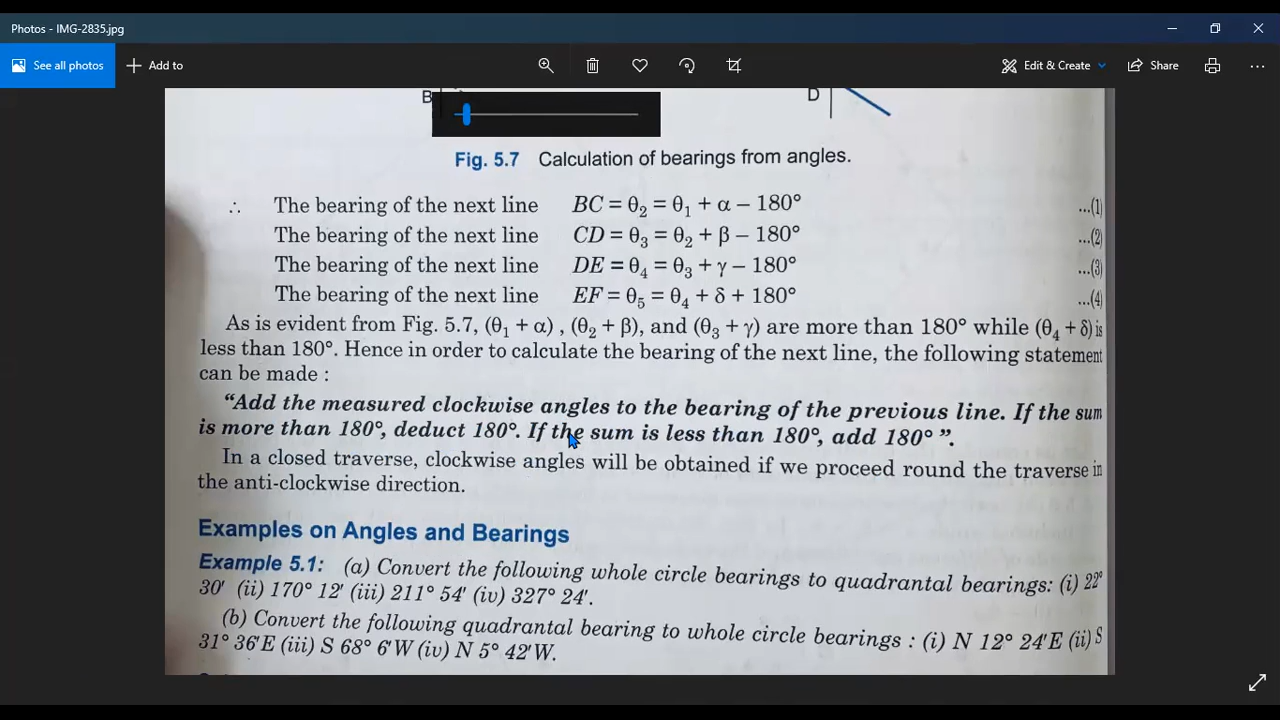 Photos - IMG-2835.jpg
See all photos
Add to
Edit & Create
Share
B
D
Fig. 5.7 Calculation of bearings from angles.
∴ The bearing of the next line BC = θ₂ = θ₁ + α – 180° ...(1)
The bearing of the next line CD = θ₃ = θ₂ + β – 180° ...(2)
The bearing of the next line DE = θ₄ = θ₃ + γ – 180° ...(3)
The bearing of the next line EF = θ₅ = θ₄ + δ + 180° ...(4)
As is evident from Fig. 5.7, (θ₁ + α) , (θ₂ + β), and (θ₃ + γ) are more than 180° while (θ₄ + δ) is
less than 180°. Hence in order to calculate the bearing of the next line, the following statement
can be made :
“Add the measured clockwise angles to the bearing of the previous line. If the sum
is more than 180°, deduct 180°. If the sum is less than 180°, add 180° ”.
In a closed traverse, clockwise angles will be obtained if we proceed round the traverse in
the anti-clockwise direction.
Examples on Angles and Bearings
Example 5.1: (a) Convert the following whole circle bearings to quadrantal bearings: (i) 22°
30′ (ii) 170° 12′ (iii) 211° 54′ (iv) 327° 24′.
(b) Convert the following quadrantal bearing to whole circle bearings : (i) N 12° 24′E (ii) S
31° 36′E (iii) S 68° 6′W (iv) N 5° 42′W.